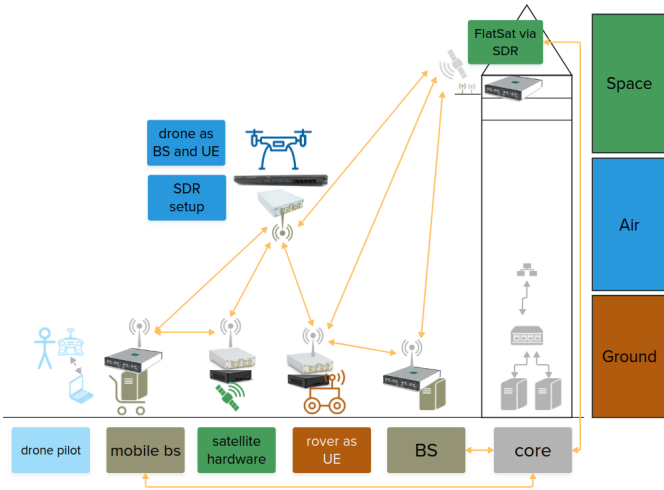 FlatSat via
SDR
Space
drone as
BS and UE
SDR
setup
Air
Ground
drone pilot
mobile bs
satellite
hardware
rover as
UE
BS
core